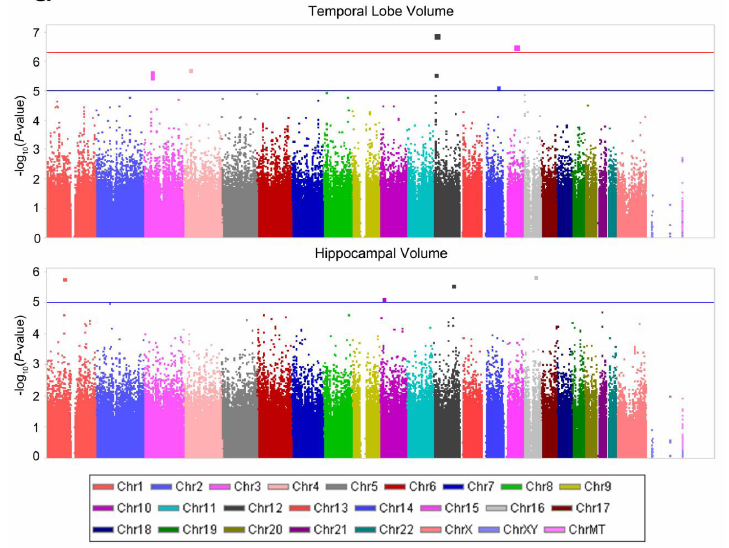 Temporal Lobe Volume
-log10(P-value)
7
6
5
4
3
2
1
0
Hippocampal Volume
-log10(P-value)
6
5
4
3
2
1
0
Chr1 Chr2 Chr3 Chr4 Chr5 Chr6 Chr7 Chr8 Chr9
Chr10 Chr11 Chr12 Chr13 Chr14 Chr15 Chr16 Chr17
Chr18 Chr19 Chr20 Chr21 Chr22 ChrX ChrXY ChrMT